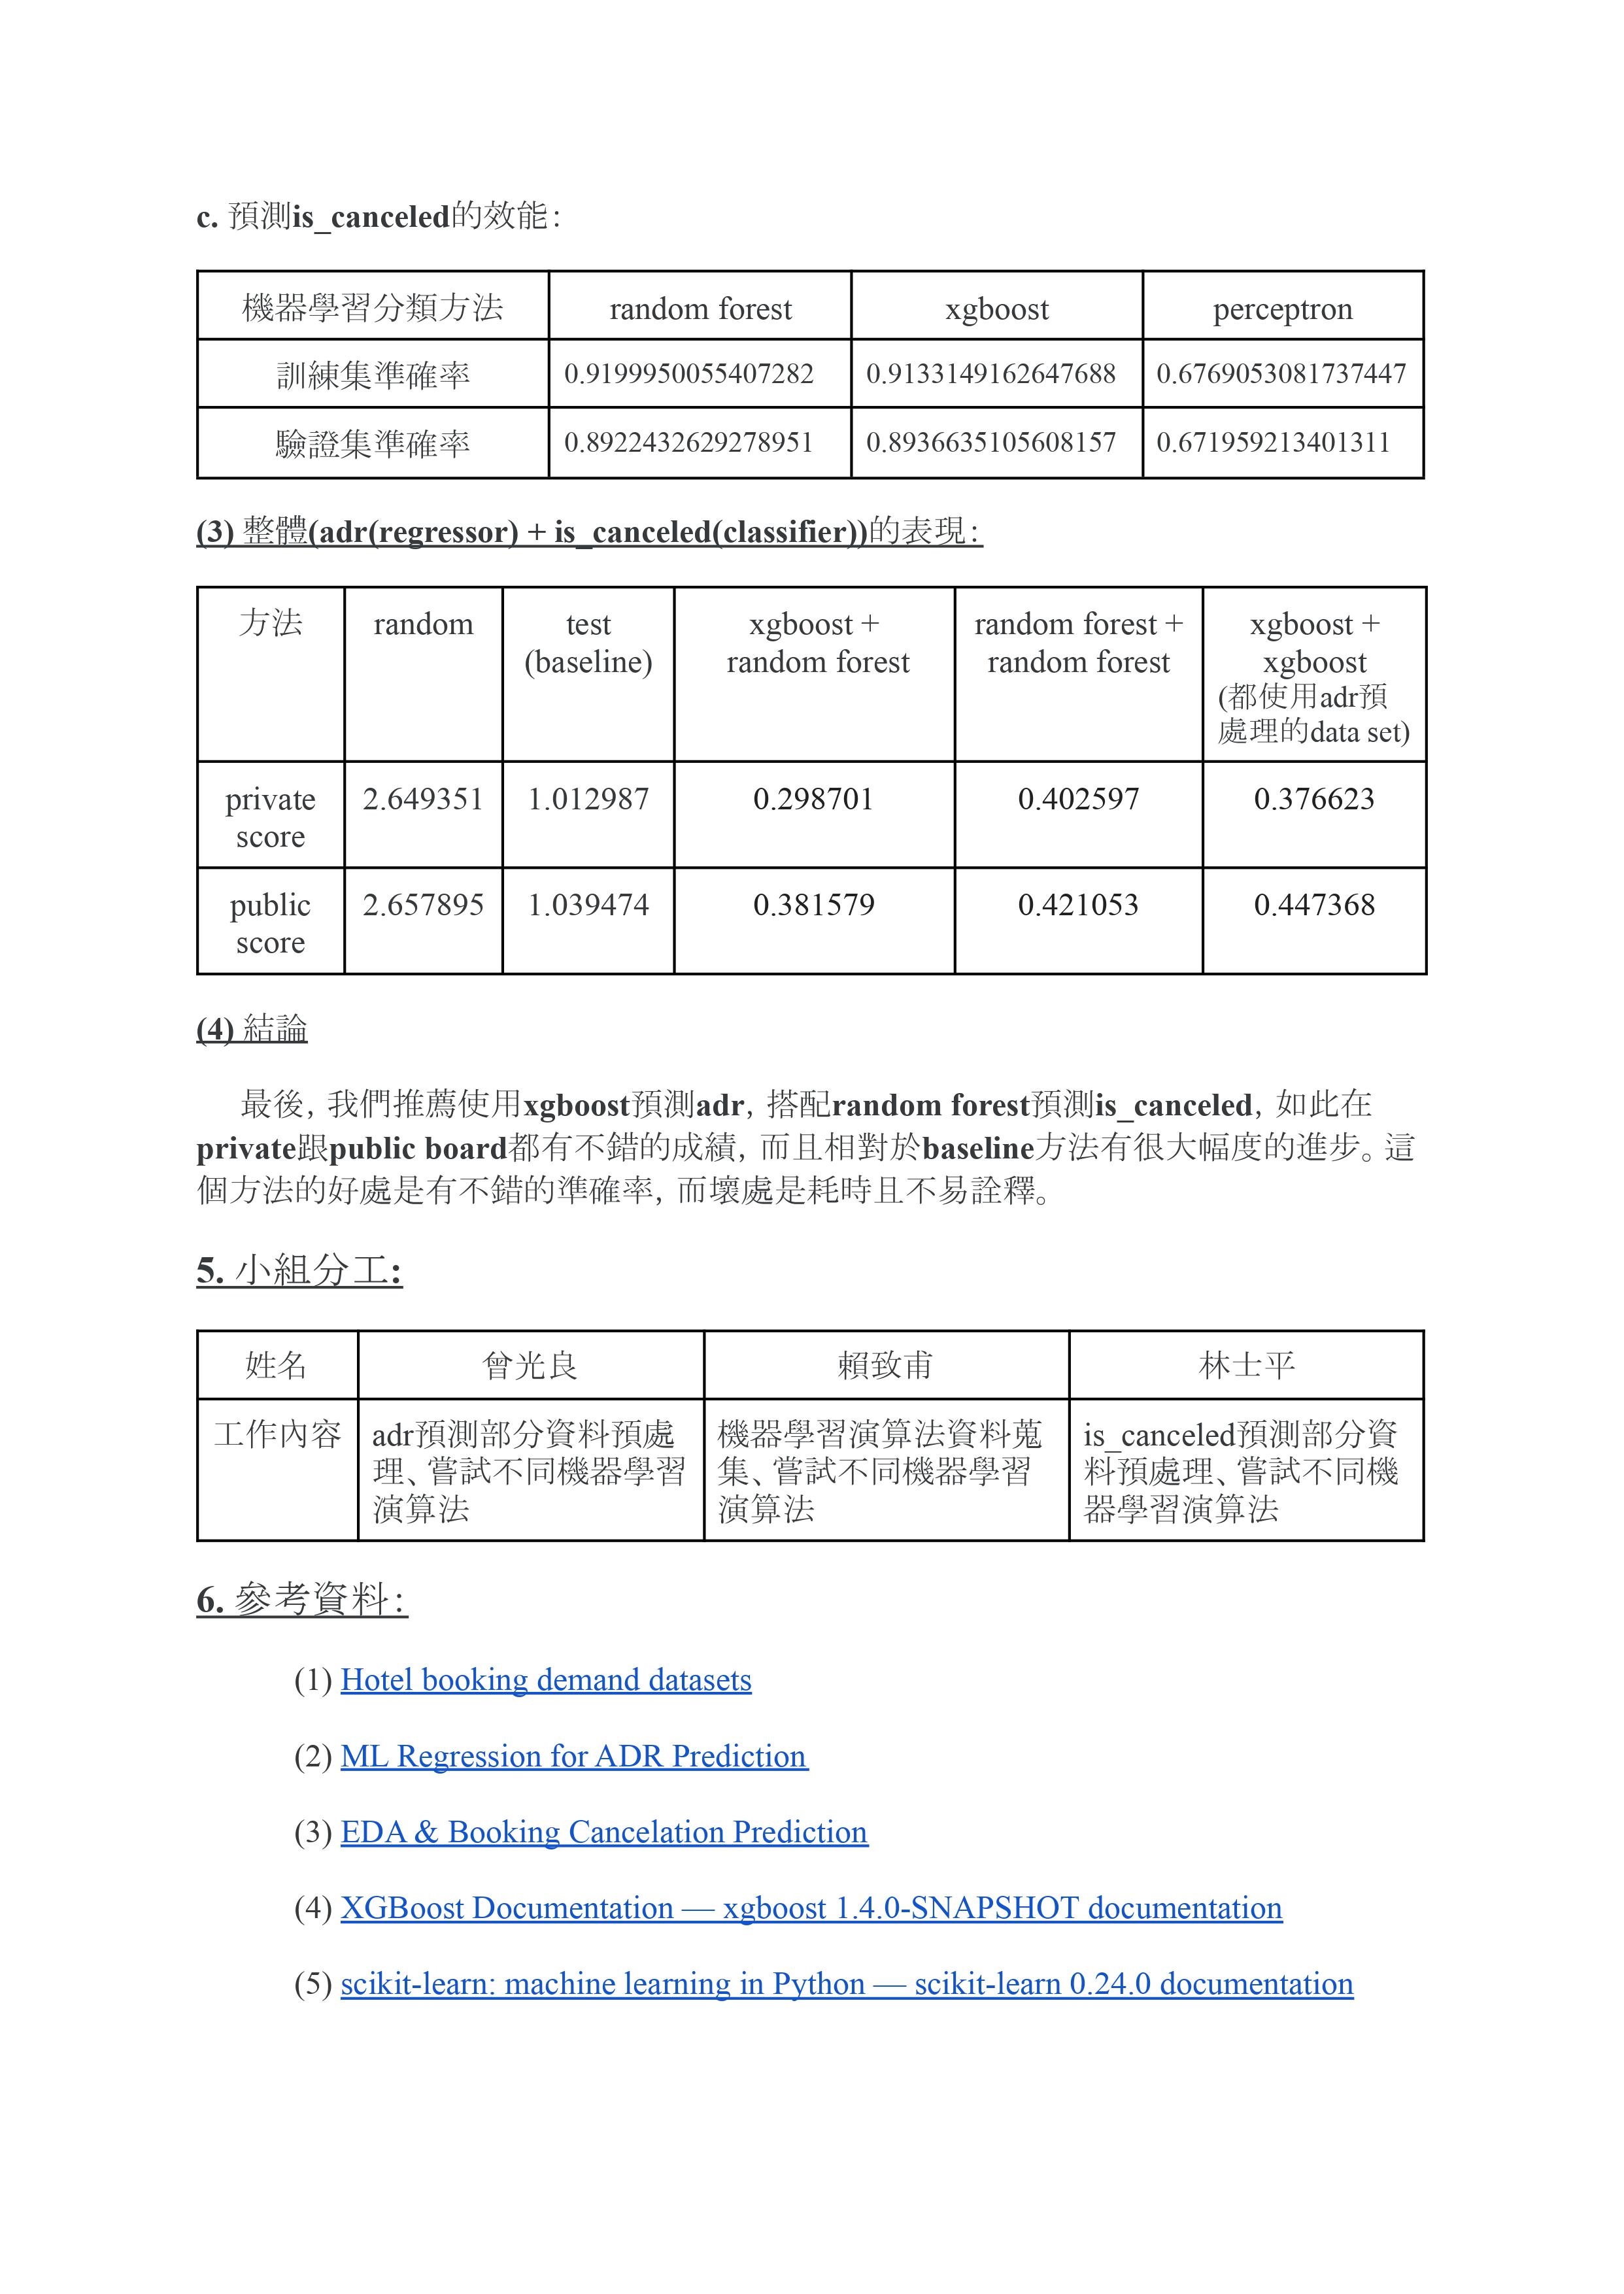 c. 預測is_canceled的效能：
機器學習分類方法 random forest xgboost perceptron
訓練集準確率 0.9199950055407282 0.9133149162647688 0.6769053081737447
驗證集準確率 0.8922432629278951 0.8936635105608157 0.671959213401311
(3) 整體(adr(regressor) + is_canceled(classifier))的表現：
方法 random test xgboost + random forest + xgboost +
(baseline) random forest random forest xgboost
(都使用adr預
處理的data set)
private 2.649351 1.012987 0.298701 0.402597 0.376623
score
public 2.657895 1.039474 0.381579 0.421053 0.447368
score
(4) 結論
最後，我們推薦使用xgboost預測adr，搭配random forest預測is_canceled，如此在
private跟public board都有不錯的成績，而且相對於baseline方法有很大幅度的進步。這
個方法的好處是有不錯的準確率，而壞處是耗時且不易詮釋。
5. 小組分工:
姓名 曾光良 賴致甫 林士平
工作內容 adr預測部分資料預處 機器學習演算法資料蒐 is_canceled預測部分資
理、嘗試不同機器學習 集、嘗試不同機器學習 料預處理、嘗試不同機
演算法 演算法 器學習演算法
6. 參考資料：
(1) Hotel booking demand datasets
(2) ML Regression for ADR Prediction
(3) EDA & Booking Cancelation Prediction
(4) XGBoost Documentation — xgboost 1.4.0-SNAPSHOT documentation
(5) scikit-learn: machine learning in Python — scikit-learn 0.24.0 documentation